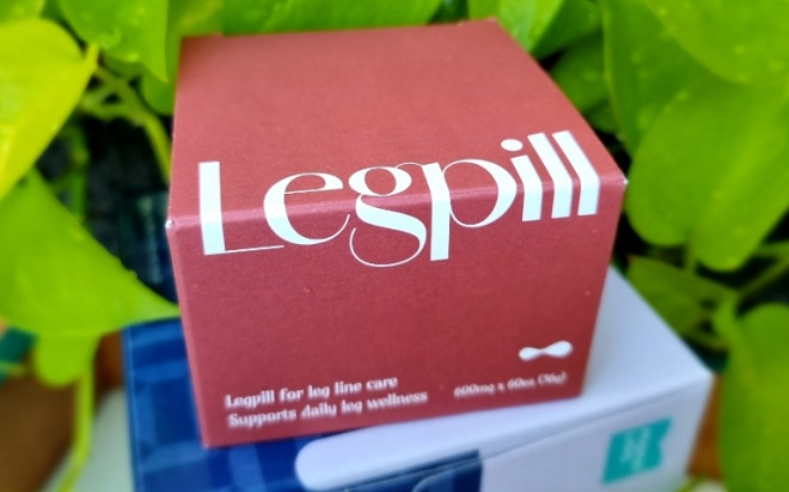 Legpill
Legpill for leg line care
Supports daily leg wellness
600mg x 60ea (36g)